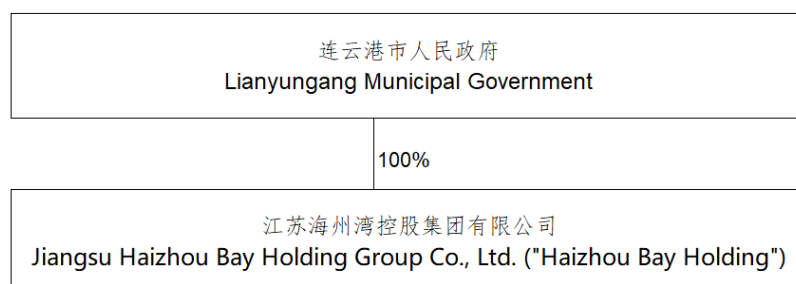 连云港市人民政府
Lianyungang Municipal Government
100%
江苏海州湾控股集团有限公司
Jiangsu Haizhou Bay Holding Group Co., Ltd. ("Haizhou Bay Holding")